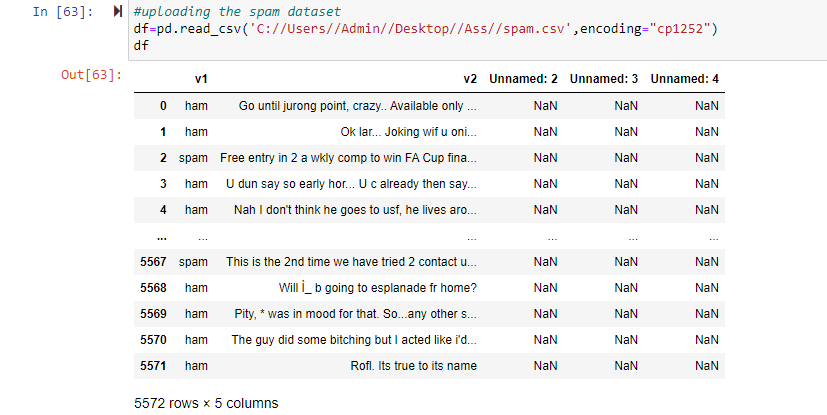 In [63]: #uploading the spam dataset
df=pd.read_csv('C://Users//Admin//Desktop//Ass//spam.csv',encoding="cp1252")
df
Out[63]:
v1 v2 Unnamed: 2 Unnamed: 3 Unnamed: 4
0 ham Go until jurong point, crazy.. Available only ... NaN NaN NaN
1 ham Ok lar... Joking wif u oni... NaN NaN NaN
2 spam Free entry in 2 a wkly comp to win FA Cup fina... NaN NaN NaN
3 ham U dun say so early hor... U c already then say... NaN NaN NaN
4 ham Nah I don't think he goes to usf, he lives aro... NaN NaN NaN
... ... ... ... ... ...
5567 spam This is the 2nd time we have tried 2 contact u... NaN NaN NaN
5568 ham Will Ì_ b going to esplanade fr home? NaN NaN NaN
5569 ham Pity, * was in mood for that. So...any other s... NaN NaN NaN
5570 ham The guy did some bitching but I acted like i'd... NaN NaN NaN
5571 ham Rofl. Its true to its name NaN NaN NaN
5572 rows × 5 columns